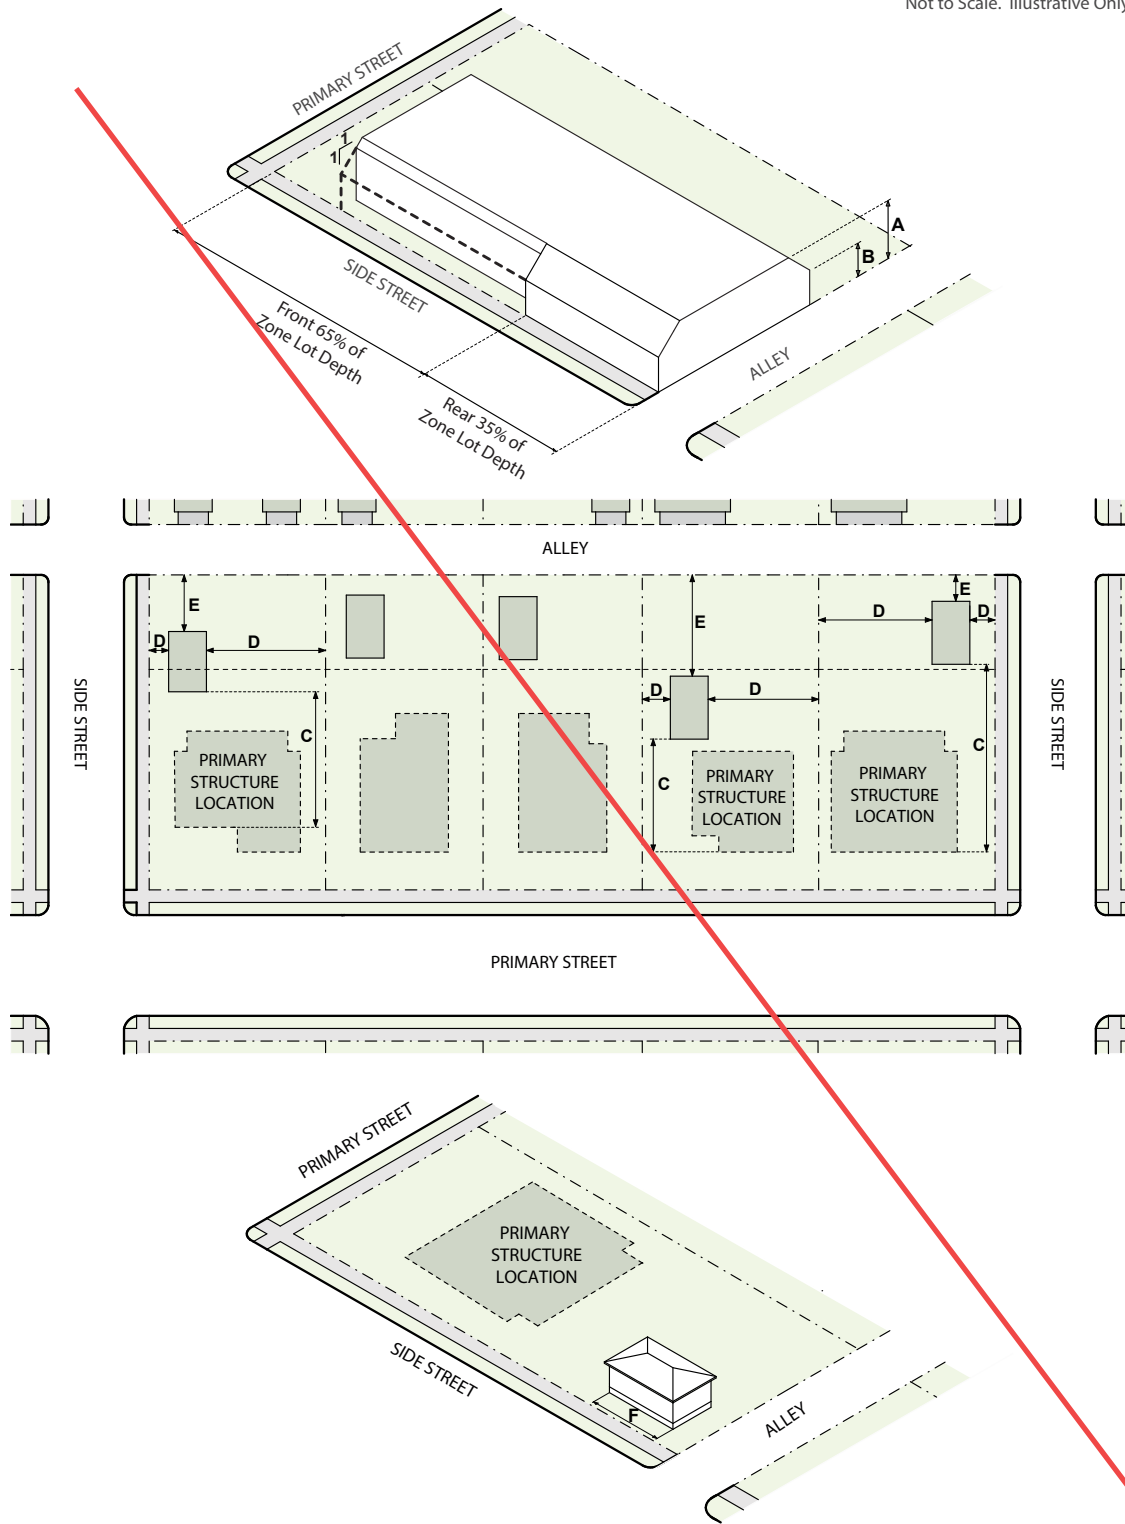 Not to Scale. Illustrative Only
PRIMARY STREET
1
1
A
B
SIDE STREET
Front 65% of
Zone Lot Depth
ALLEY
Rear 35% of
Zone Lot Depth
ALLEY
E
E
E
D
D
D
D
D
D
SIDE STREET
SIDE STREET
C
C
C
PRIMARY
STRUCTURE
LOCATION
PRIMARY
STRUCTURE
LOCATION
PRIMARY
STRUCTURE
LOCATION
PRIMARY STREET
PRIMARY STREET
PRIMARY
STRUCTURE
LOCATION
SIDE STREET
F
ALLEY